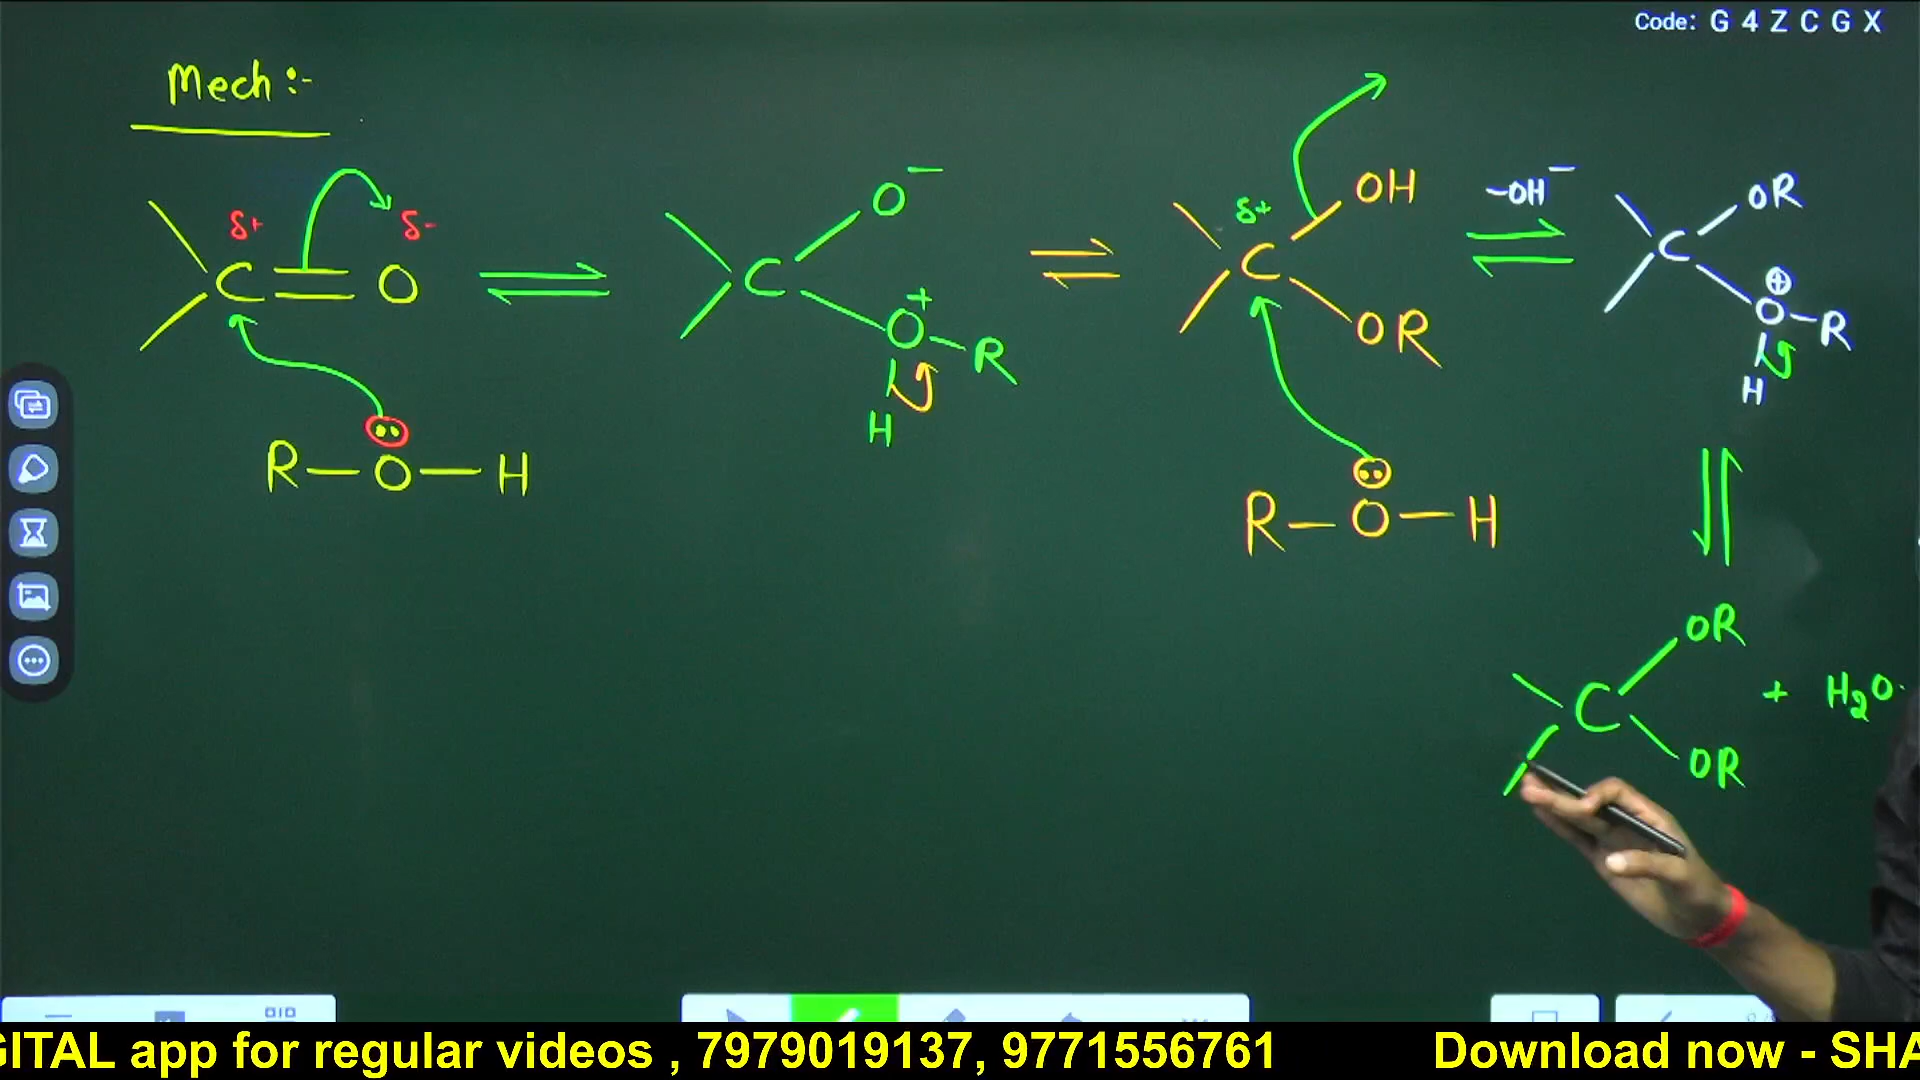 Code: G 4 Z C G X
Mech :-
δ+ δ-
C = O
R — O — H
O⁻
C
O⁺ — R
H
δ+
OH
C
OR
R — O — H
-OH⁻
OR
C
⊕
O — R
H
OR
C + H₂O
OR
GITAL app for regular videos , 7979019137, 9771556761 Download now - SHA